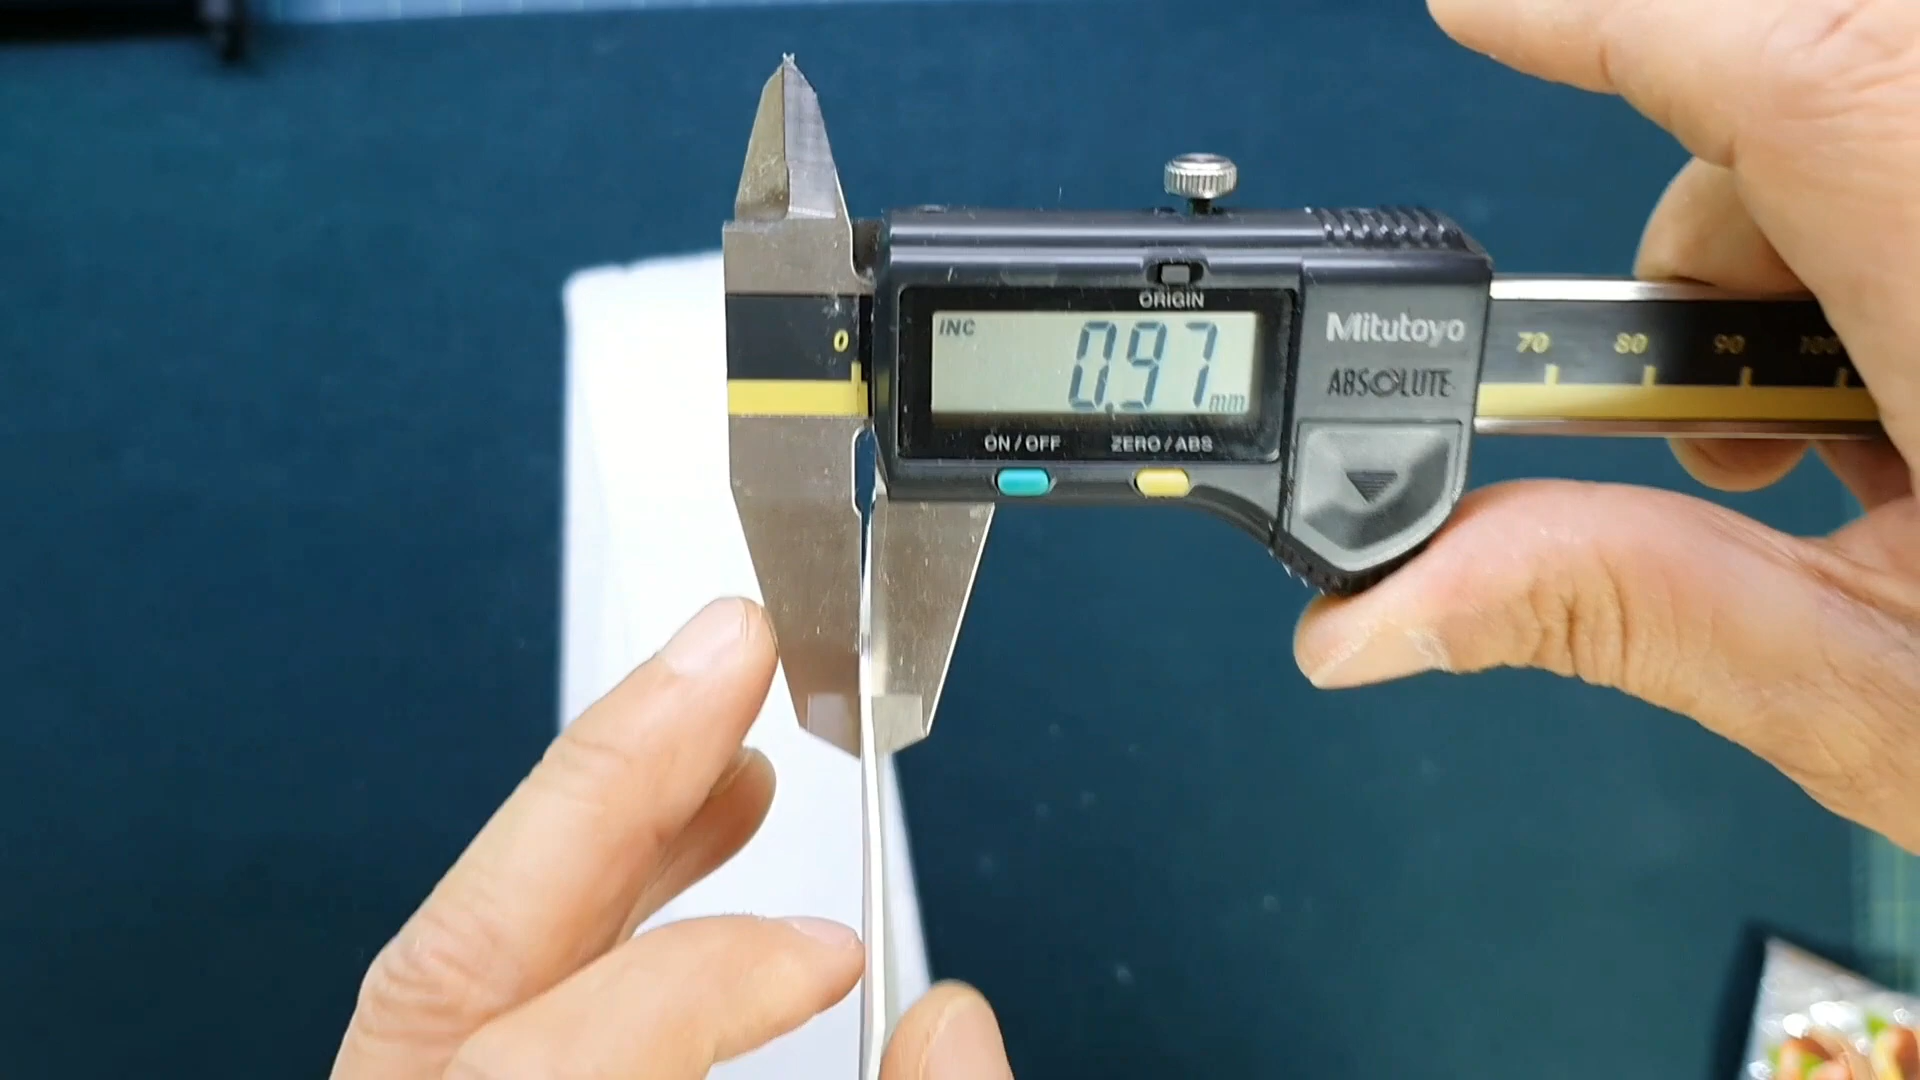 ORIGIN
INC 0.97 mm
Mitutoyo
ABSOLUTE
ON/OFF ZERO/ABS
0
70 80 90 100